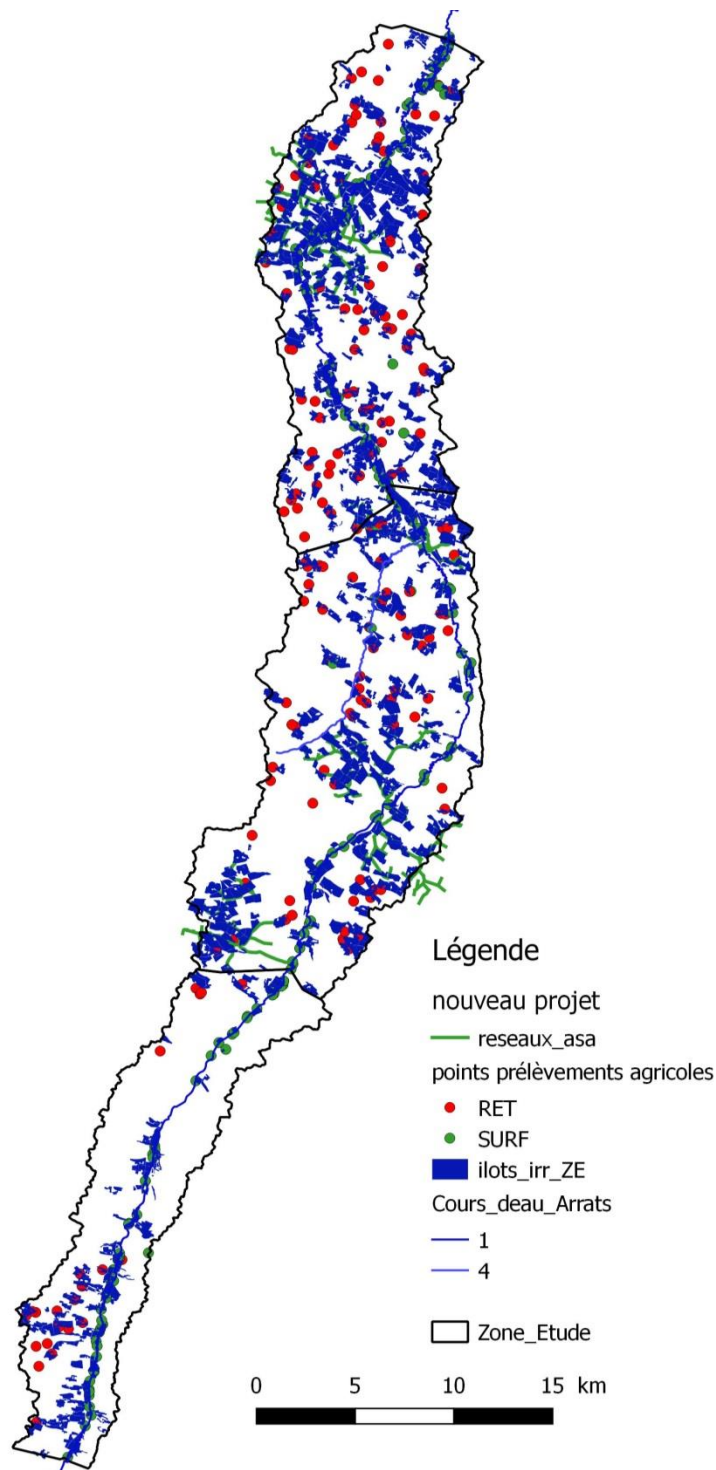 Légende
nouveau projet
reseaux_asa
points prélèvements agricoles
RET
SURF
ilots_irr_ZE
Cours_deau_Arrats
1
4
Zone_Etude
0 5 10 15 km